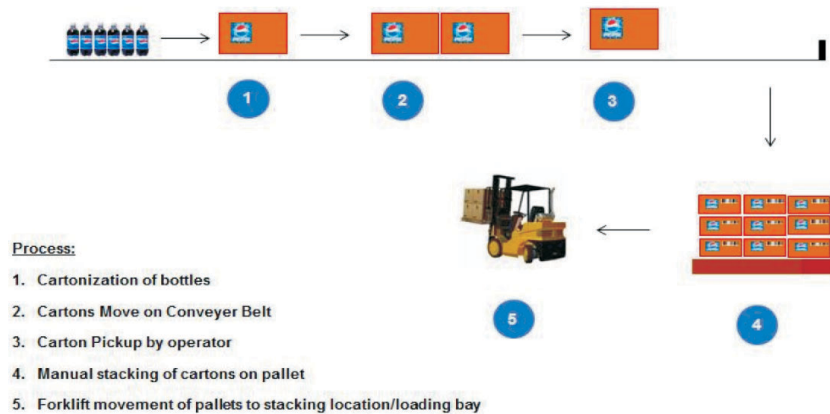 1
2
3
5
4
Process:
1. Cartonization of bottles
2. Cartons Move on Conveyer Belt
3. Carton Pickup by operator
4. Manual stacking of cartons on pallet
5. Forklift movement of pallets to stacking location/loading bay